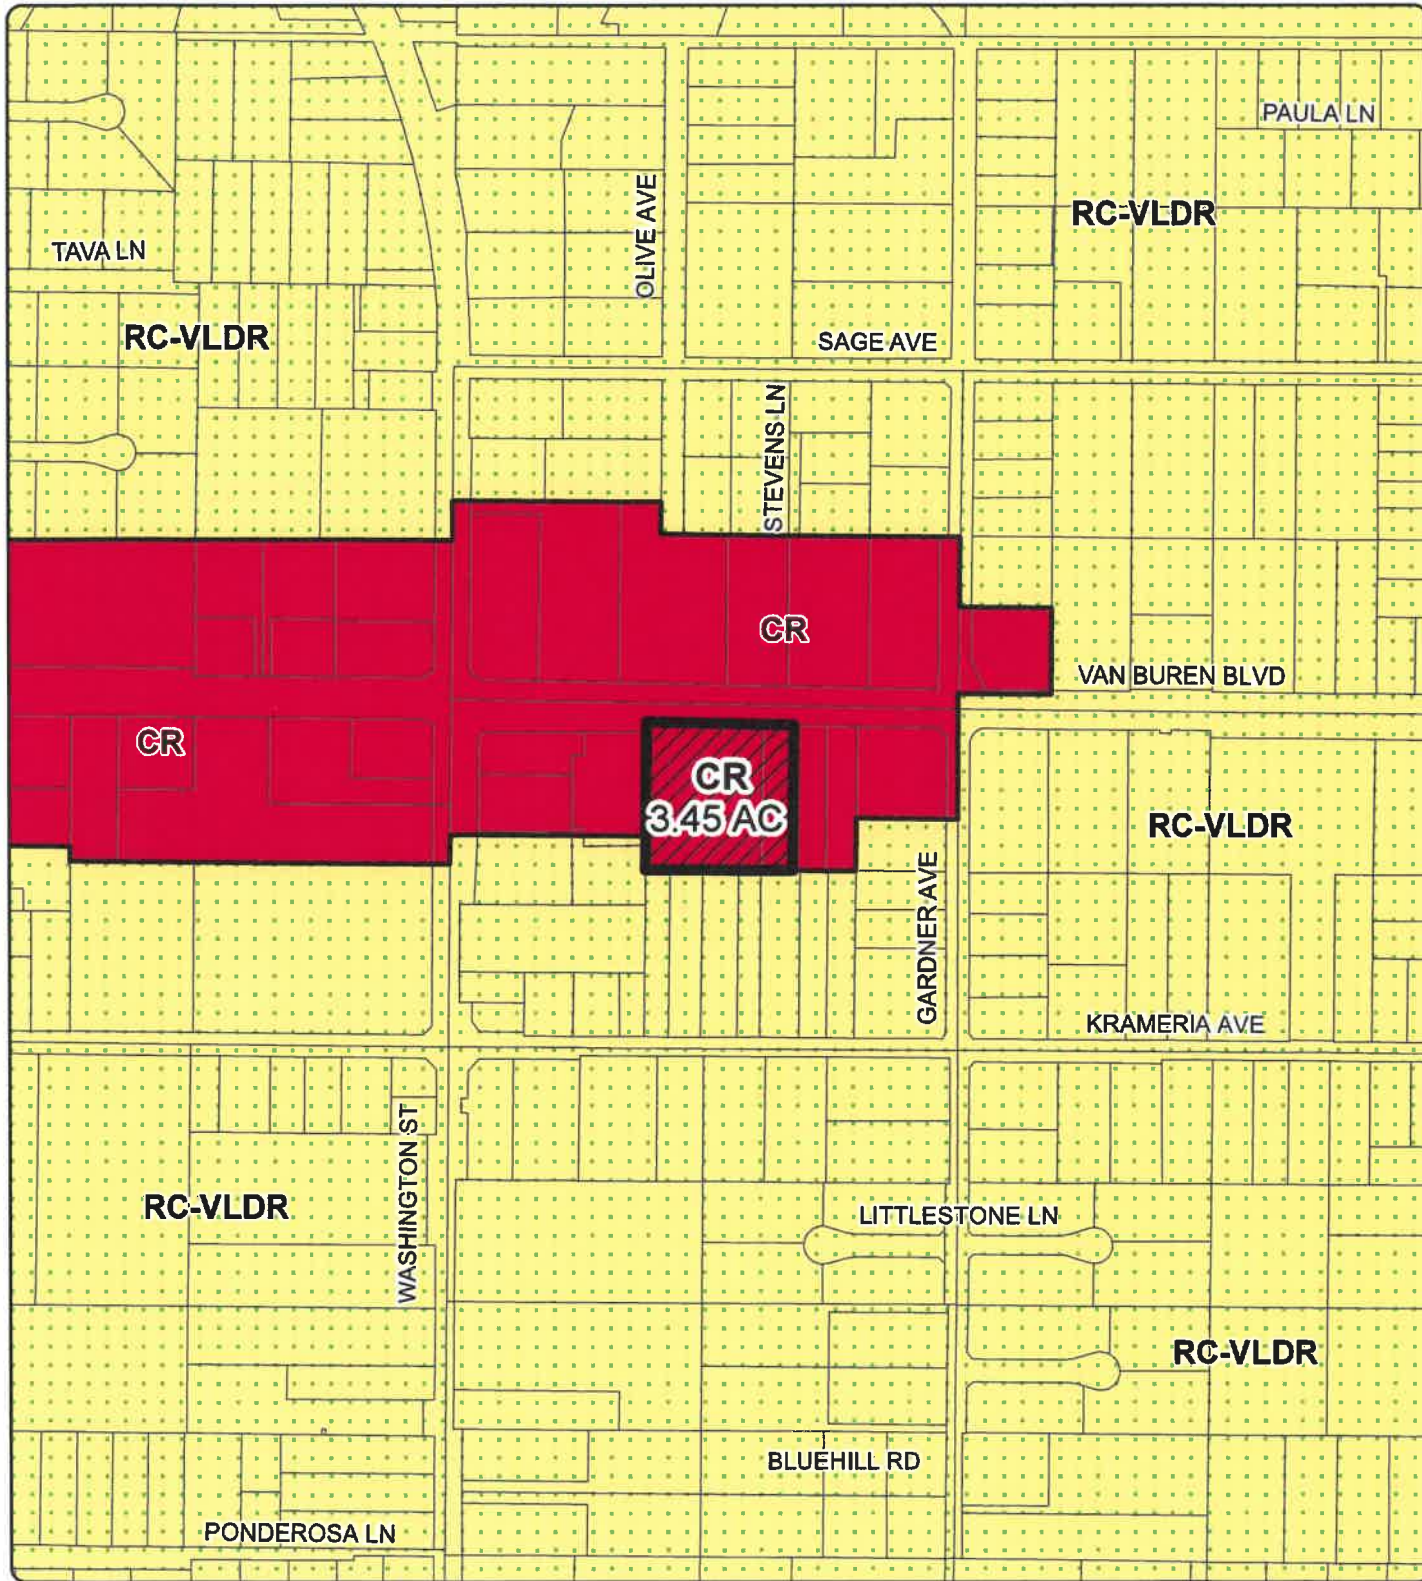 PAULA LN
RC-VLDR
OLIVE AVE
TAVA LN
RC-VLDR
SAGE AVE
STEVENS LN
CR
VAN BUREN BLVD
CR
CR
3.45 AC
RC-VLDR
GARDNER AVE
KRAMERIA AVE
WASHINGTON ST
RC-VLDR
LITTLESTONE LN
RC-VLDR
BLUEHILL RD
PONDEROSA LN